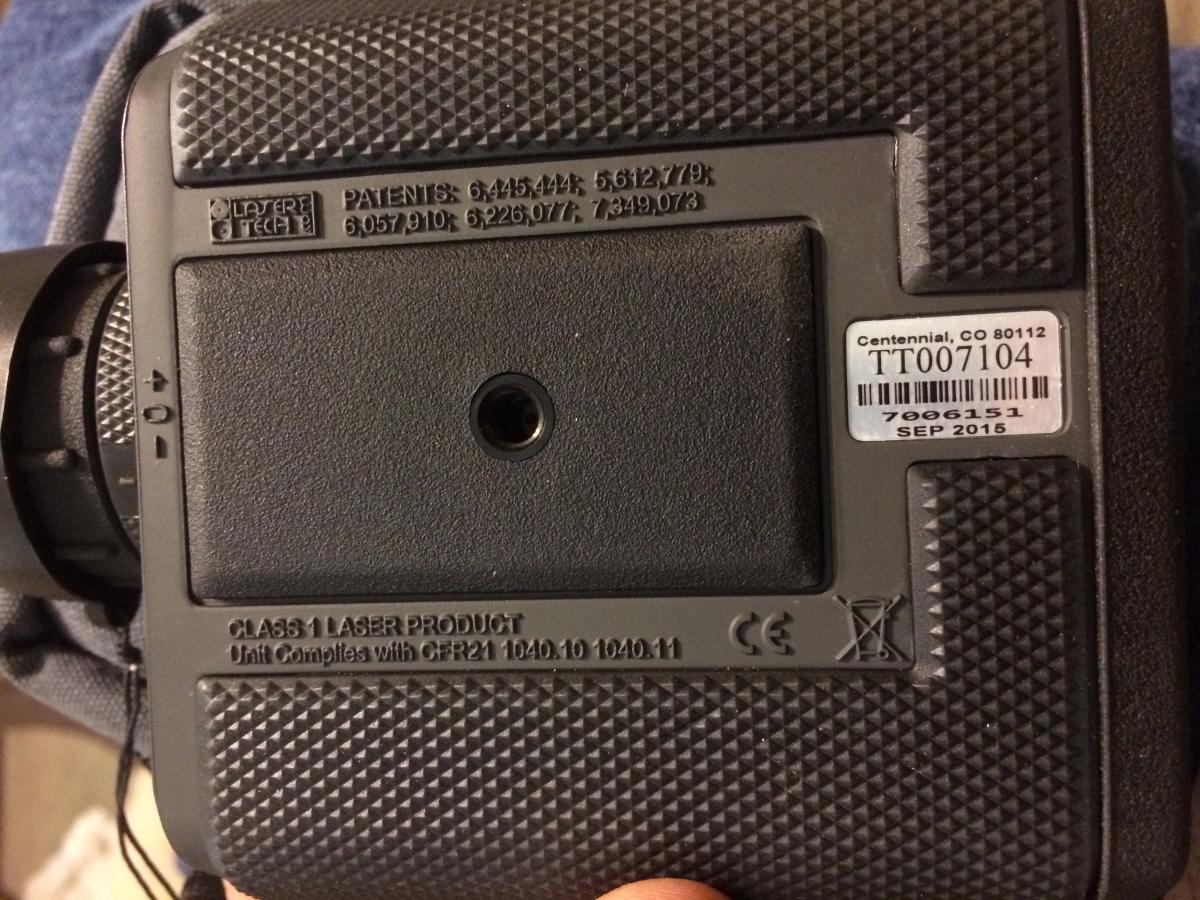 LASER
TECH
PATENTS: 6,445,444; 5,612,779;
6,057,910; 6,226,077; 7,349,073
Centennial, CO 80112
TT007104
7006151
SEP 2015
+
0
-
CLASS 1 LASER PRODUCT
Unit Complies with CFR21 1040.10 1040.11
CE